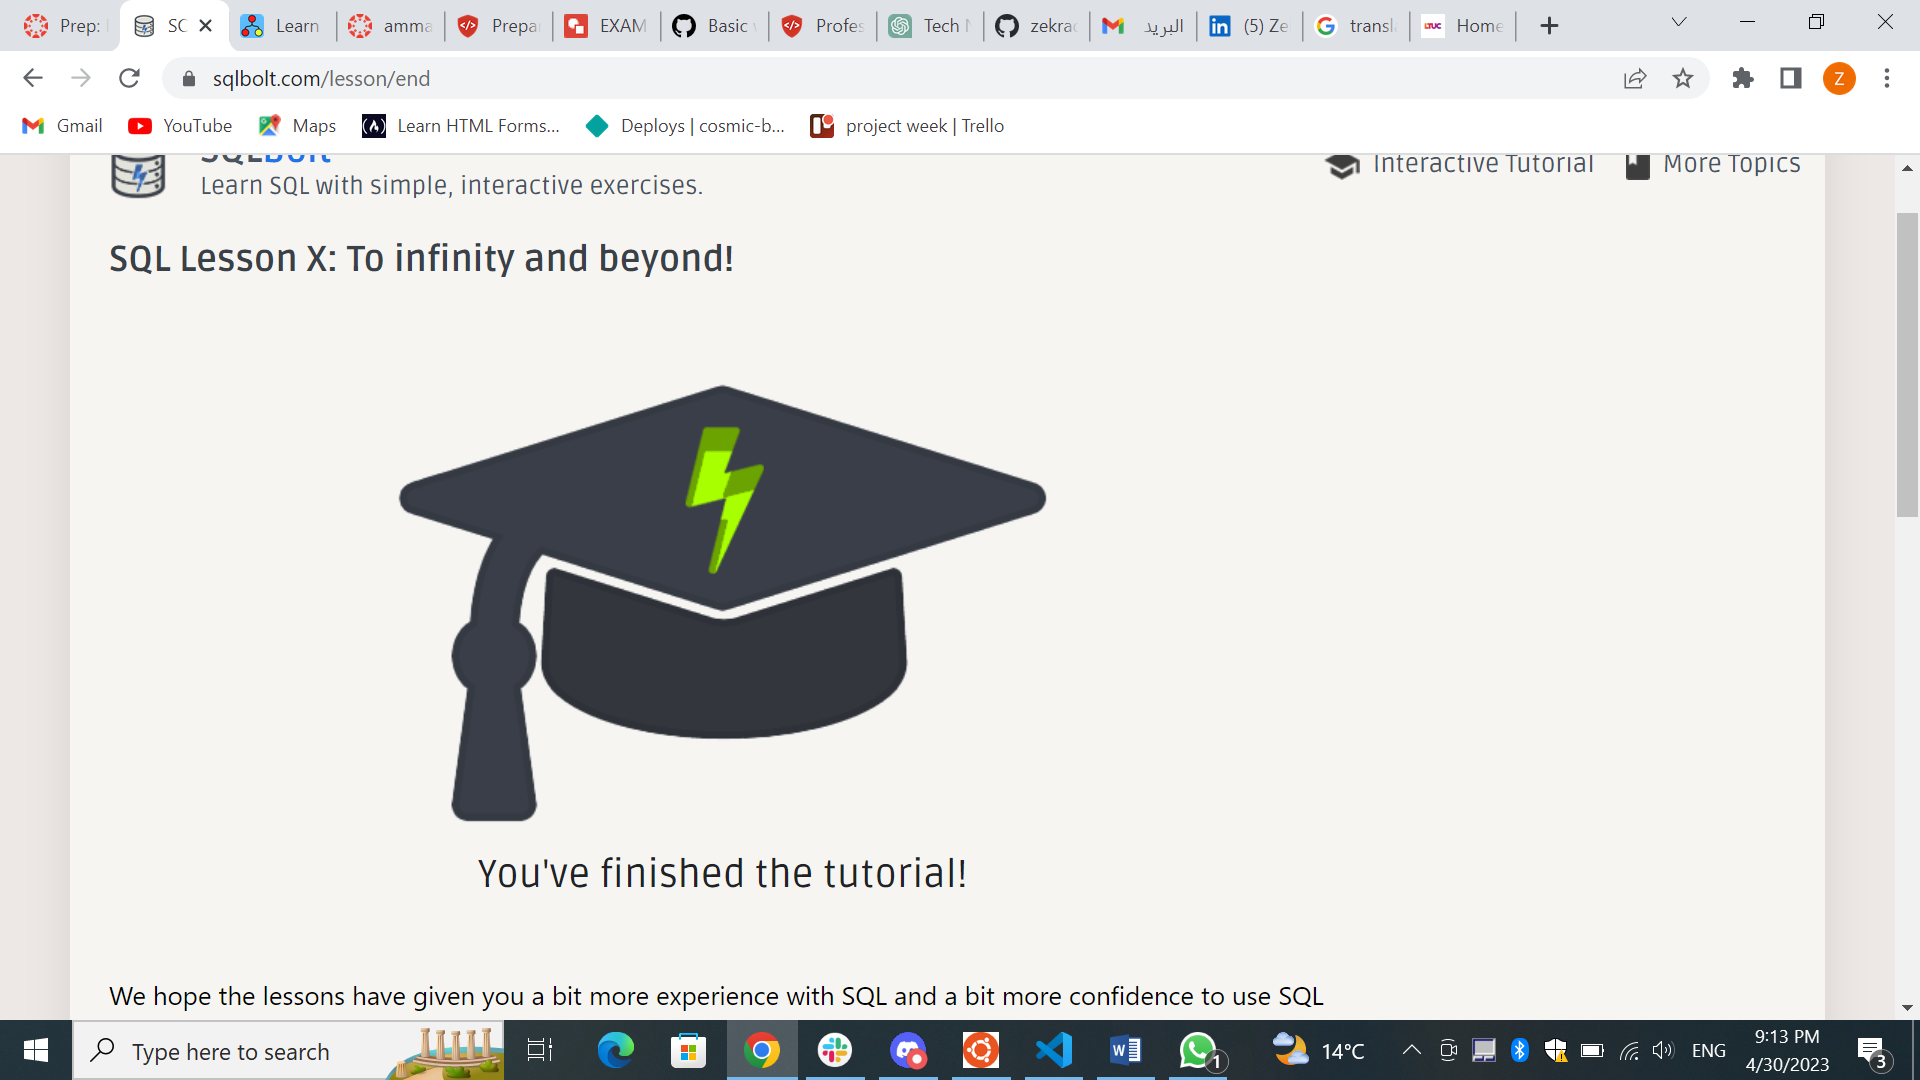 Prep:
SC
Learn
amma
Prepar
EXAM
Basic
Profes
Tech
zekrac
البريد
(5) Ze
transl
Home
sqlbolt.com/lesson/end
Z
Gmail
YouTube
Maps
Learn HTML Forms...
Deploys | cosmic-b...
project week | Trello
SQLBolt
Learn SQL with simple, interactive exercises.
Interactive Tutorial
More Topics
SQL Lesson X: To infinity and beyond!
You've finished the tutorial!
We hope the lessons have given you a bit more experience with SQL and a bit more confidence to use SQL
Type here to search
1
14°C
ENG
9:13 PM
4/30/2023
3